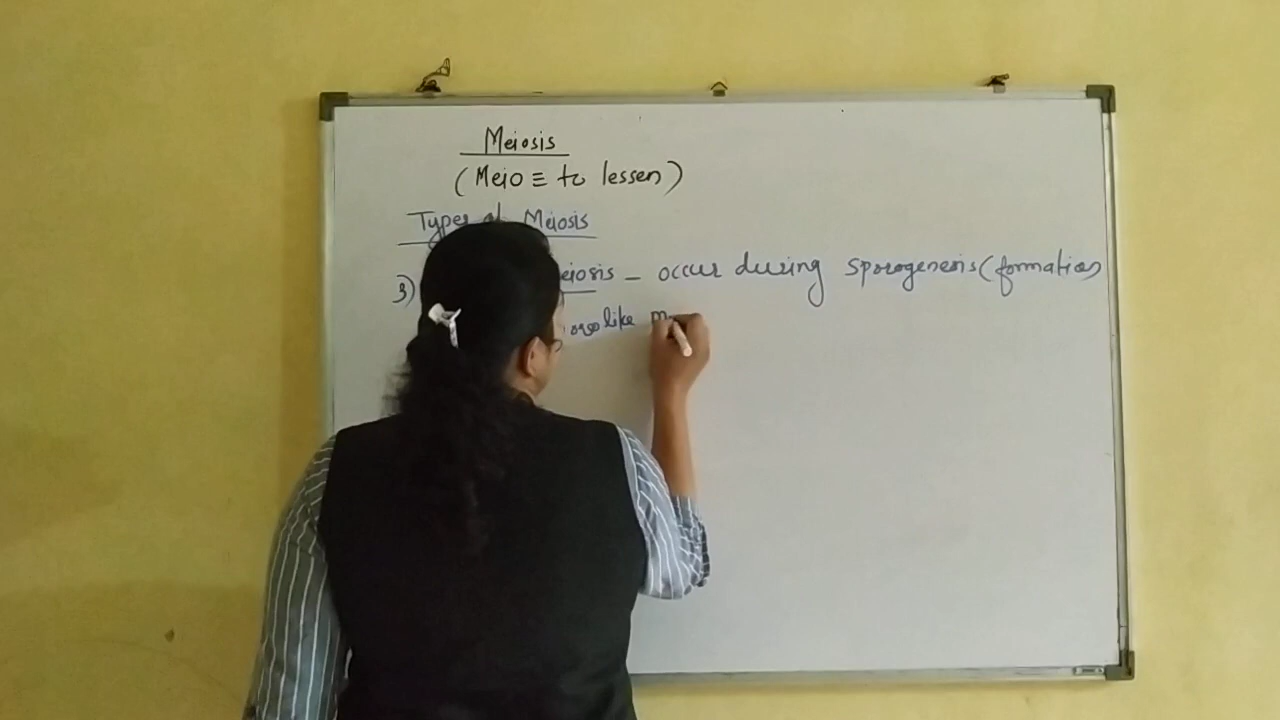 Meiosis
(Meio ≡ to lessen)
Types of Meiosis
3) eiosis - occur during sporogenesis (formation
like m